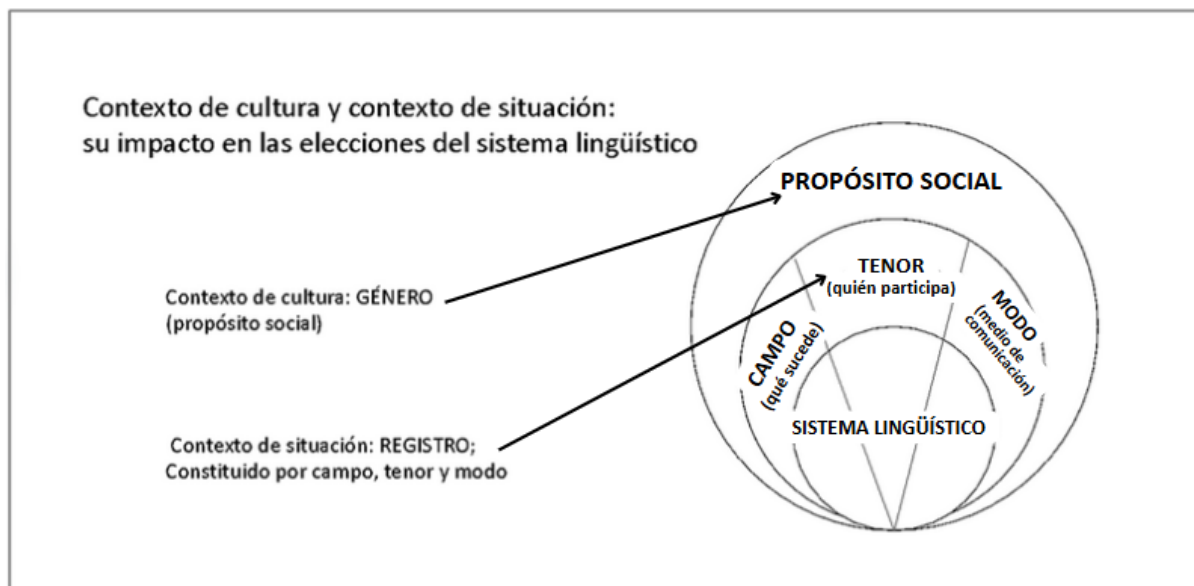 Contexto de cultura y contexto de situación:
su impacto en las elecciones del sistema lingüístico
PROPÓSITO SOCIAL
TENOR
(quién participa)
Contexto de cultura: GÉNERO
(propósito social)
CAMPO
(qué sucede)
MODO
(medio de
comunicación)
SISTEMA LINGÜÍSTICO
Contexto de situación: REGISTRO;
Constituido por campo, tenor y modo